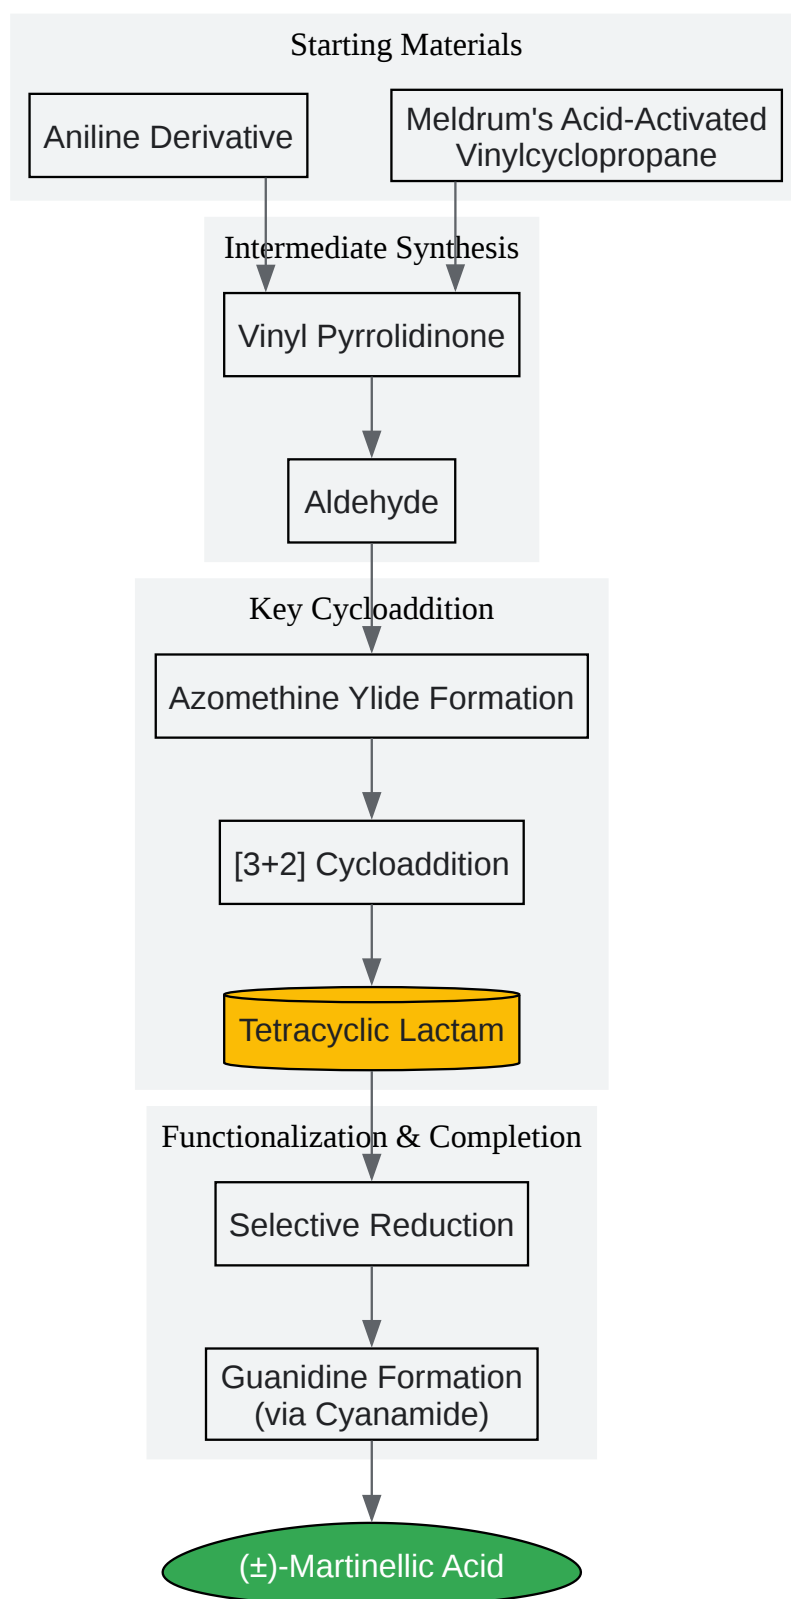 Starting Materials
Aniline Derivative
Meldrum's Acid-Activated
Vinylcyclopropane
Intermediate Synthesis
Vinyl Pyrrolidinone
Aldehyde
Key Cycloaddition
Azomethine Ylide Formation
[3+2] Cycloaddition
Tetracyclic Lactam
Functionalization & Completion
Selective Reduction
Guanidine Formation
(via Cyanamide)
(±)-Martinellic Acid